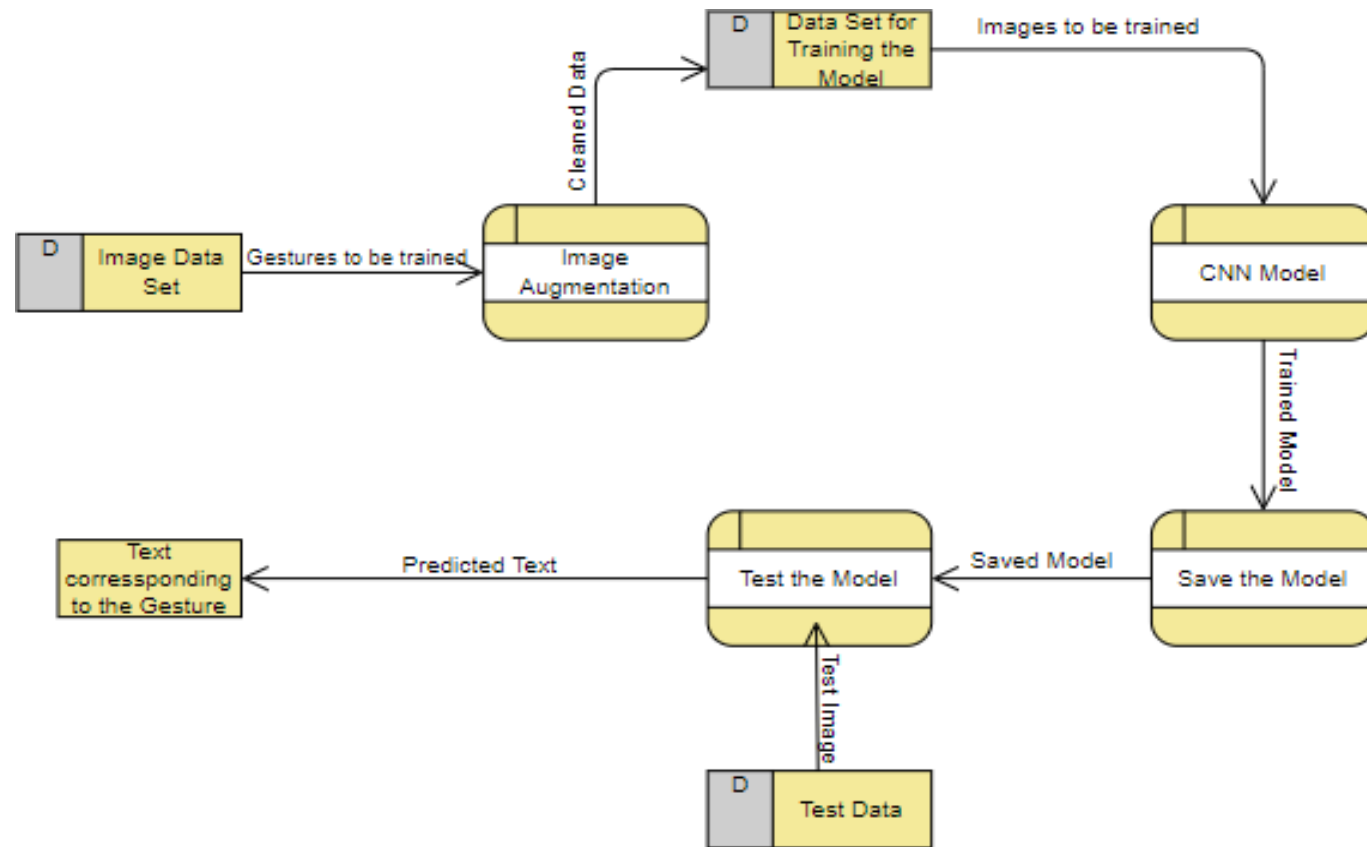 D
Data Set for
Training the
Model
Images to be trained
Cleaned Data
D
Image Data
Set
Gestures to be trained
Image
Augmentation
CNN Model
Trained Model
Text
corressponding
to the Gesture
Predicted Text
Test the Model
Saved Model
Save the Model
Test Image
D
Test Data